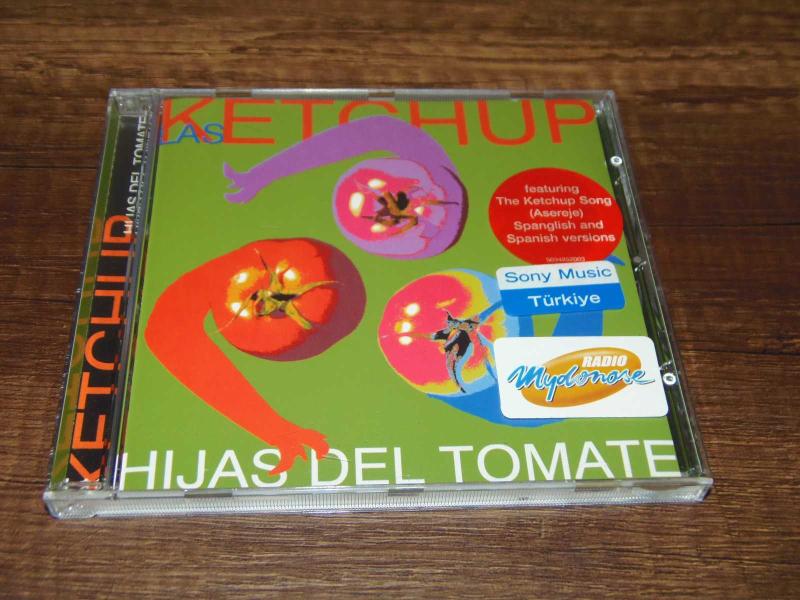 LAS KETCHUP
featuring
The Ketchup Song
(Asereje)
Spanglish and
Spanish versions
5094852003
Sony Music
Türkiye
RADIO
Mydonose
HIJAS DEL TOMATE
KETCHUP
HIJAS DEL TOMATE